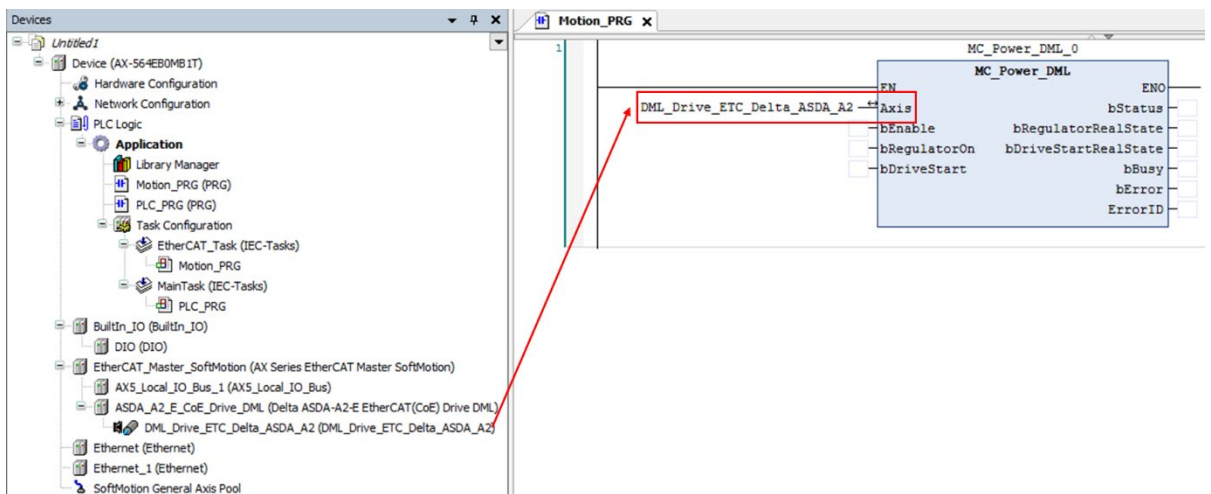 Devices
Untitled1
Device (AX-564EB0MB1T)
Hardware Configuration
Network Configuration
PLC Logic
Application
Library Manager
Motion_PRG (PRG)
PLC_PRG (PRG)
Task Configuration
EtherCAT_Task (IEC-Tasks)
Motion_PRG
MainTask (IEC-Tasks)
PLC_PRG
BuiltIn_IO (BuiltIn_IO)
DIO (DIO)
EtherCAT_Master_SoftMotion (AX Series EtherCAT Master SoftMotion)
AX5_Local_IO_Bus_1 (AX5_Local_IO_Bus)
ASDA_A2_E_CoE_Drive_DML (Delta ASDA-A2-E EtherCAT(CoE) Drive DML)
DML_Drive_ETC_Delta_ASDA_A2 (DML_Drive_ETC_Delta_ASDA_A2)
Ethernet (Ethernet)
Ethernet_1 (Ethernet)
SoftMotion General Axis Pool
Motion_PRG
1
MC_Power_DML_0
MC_Power_DML
EN ENO
DML_Drive_ETC_Delta_ASDA_A2 Axis bStatus
bEnable bRegulatorRealState
bRegulatorOn bDriveStartRealState
bDriveStart bBusy
bError
ErrorID